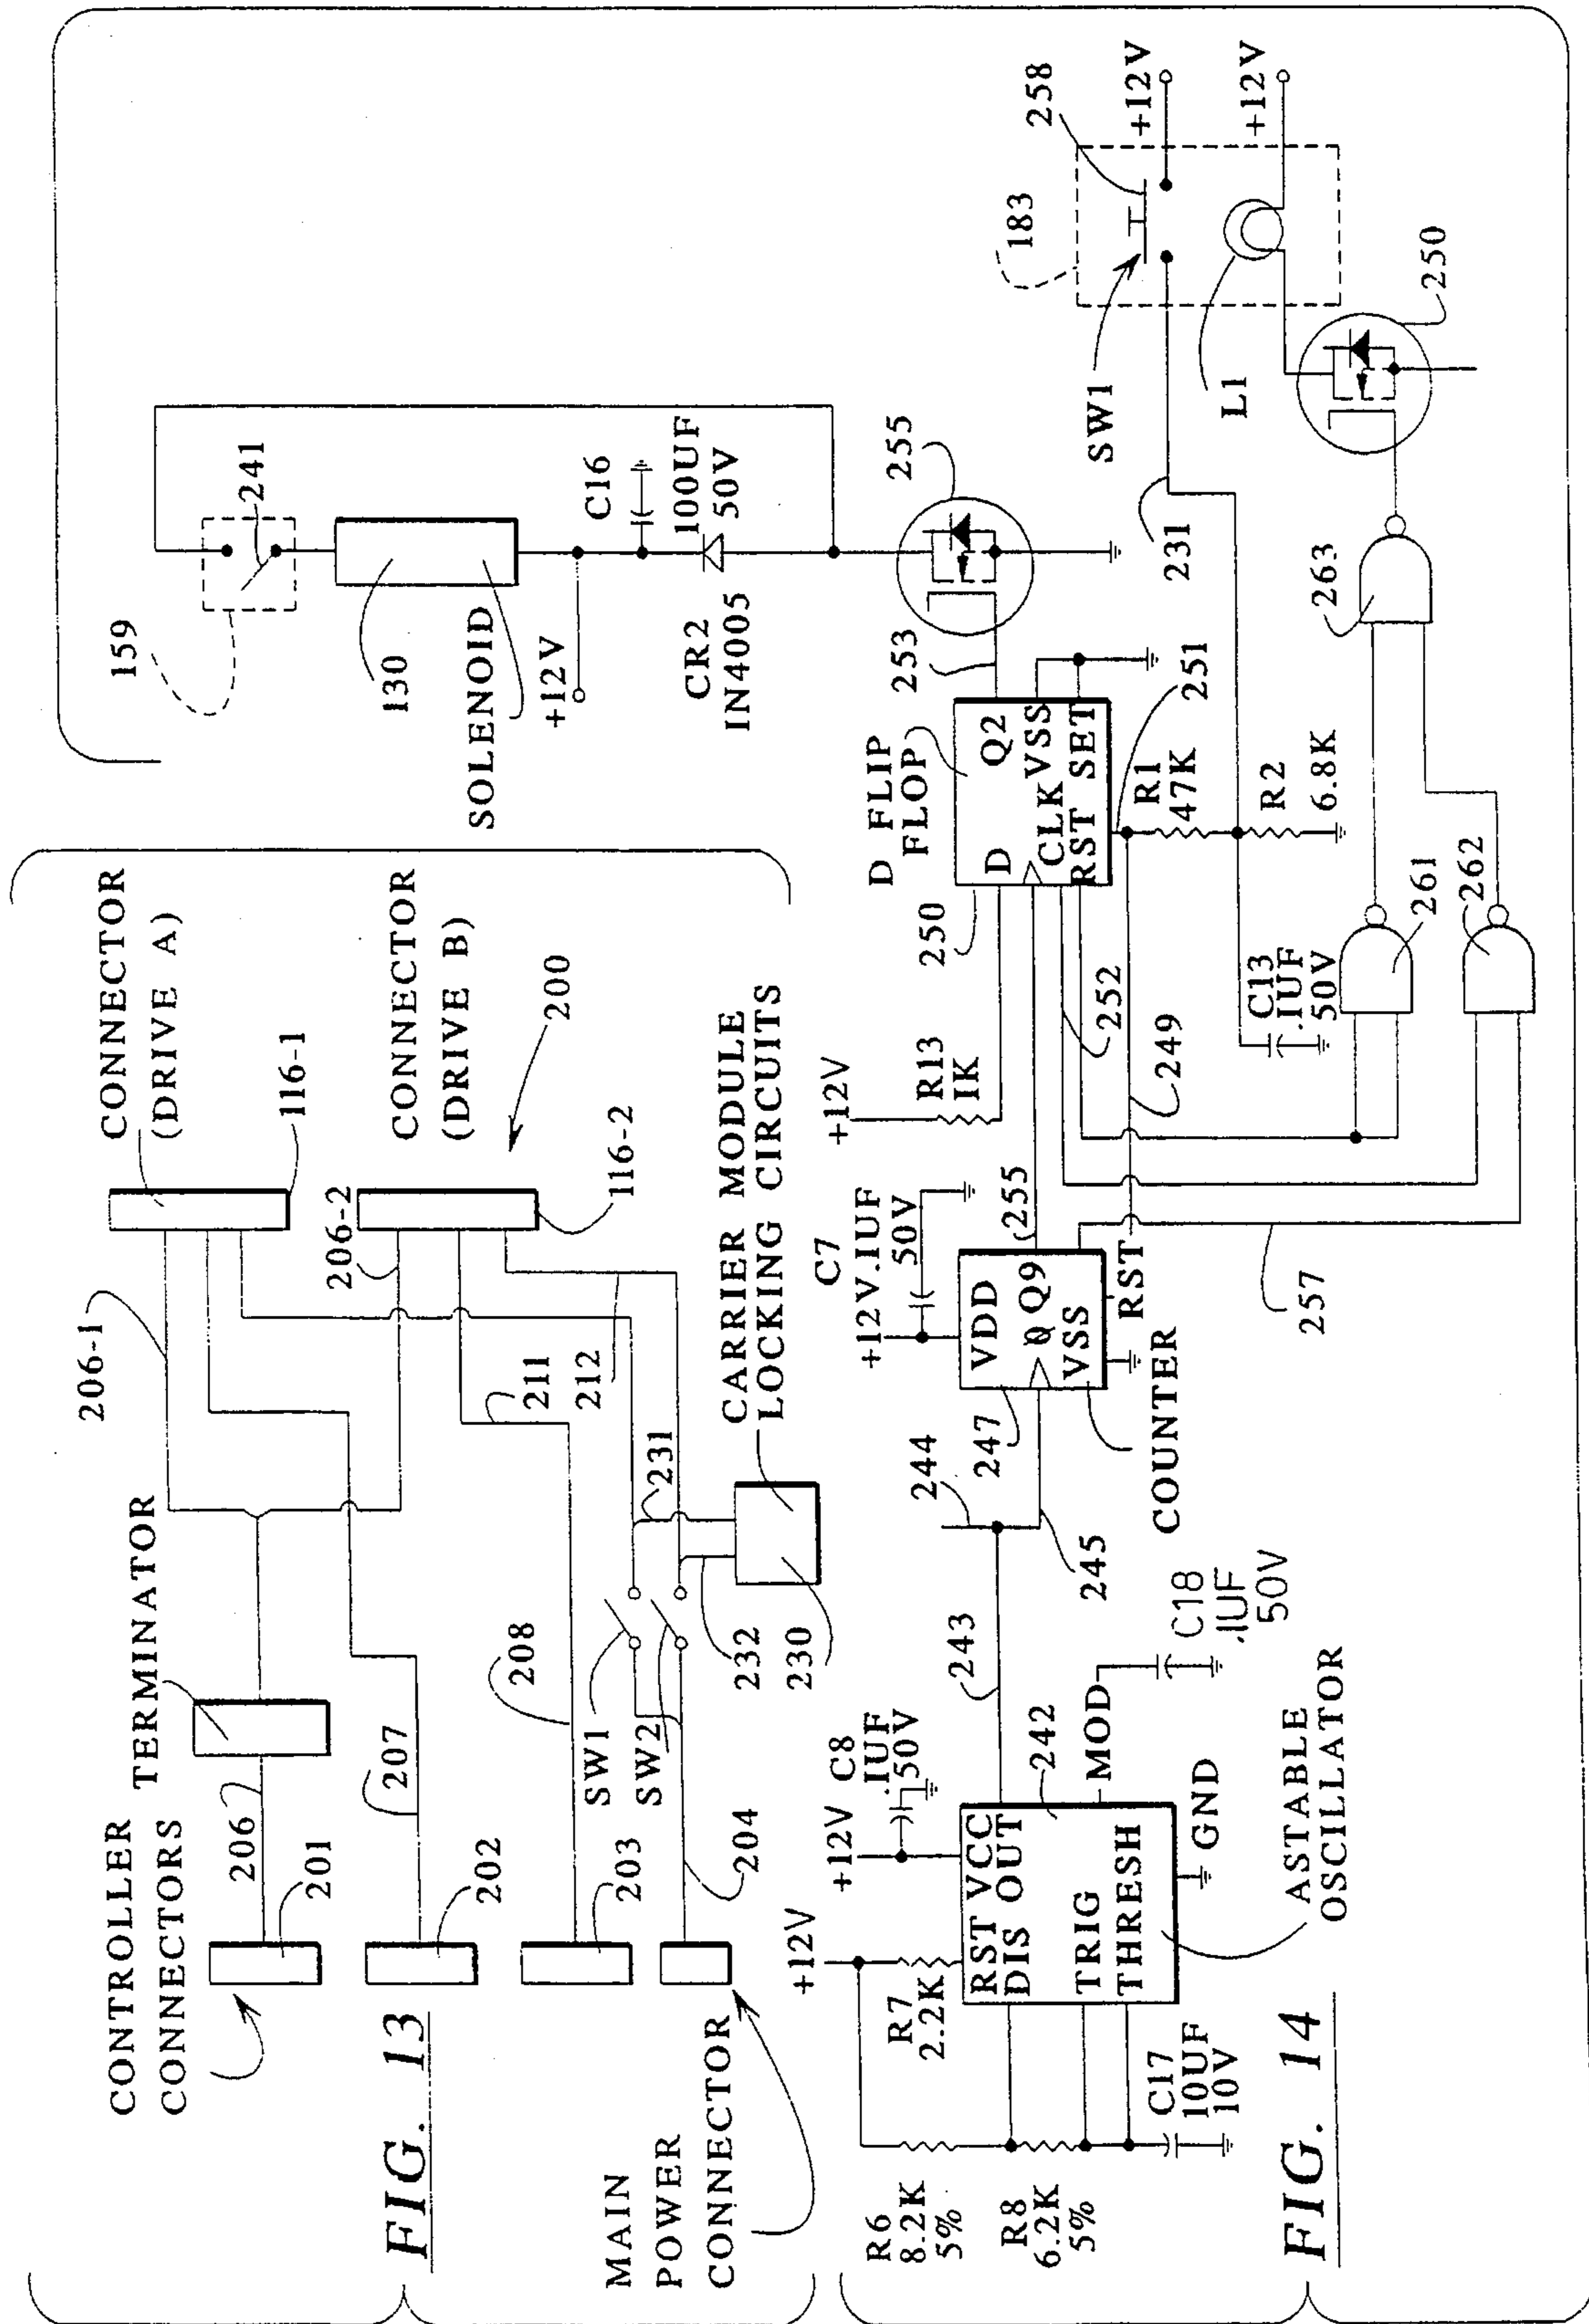 CONTROLLER
CONNECTORS
TERMINATOR
206
201
207
202
208
203
204
SW1
SW2
232
230
231
211
212
206-1
206-2
CONNECTOR
(DRIVE A)
116-1
CONNECTOR
(DRIVE B)
200
116-2
CARRIER MODULE
LOCKING CIRCUITS
MAIN
POWER
CONNECTOR
FIG. 13
159
241
130
SOLENOID
+12V
C16
100UF
50V
CR2
IN4005
255
253
D FLIP
FLOP
250
D
Q2
CLK
VSS
RST
SET
251
R1
47K
R2
6.8K
+12V
R13
1K
252
249
C13
.1UF
50V
261
262
263
231
SW1
183
258
+12V
+12V
L1
250
C7
+12V
.1UF
50V
255
VDD
Q
Q9
VSS
RST
247
COUNTER
257
244
245
243
C18
.1UF
50V
+12V
C8
.1UF
50V
242
MOD
+12V
R7
2.2K
RST
VCC
DIS
OUT
TRIG
THRESH
GND
ASTABLE
OSCILLATOR
C17
10UF
10V
R6
8.2K
5%
R8
6.2K
5%
FIG. 14